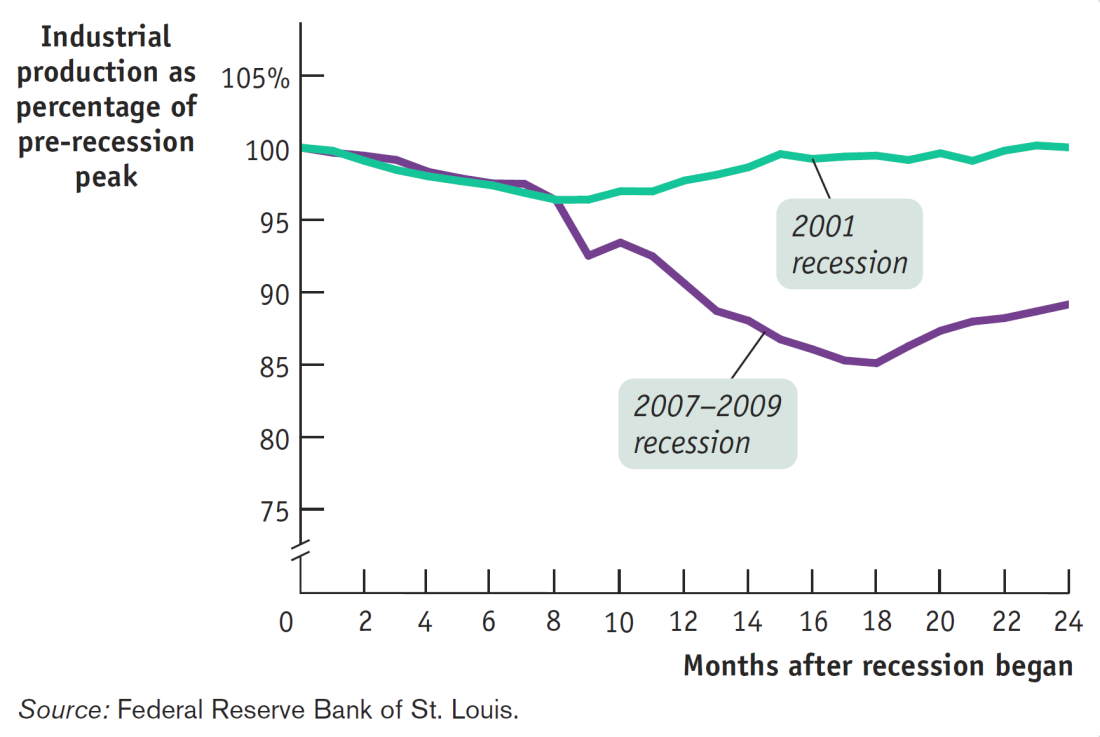 Industrial
production as
percentage of
pre-recession
peak
105%
100
95
90
85
80
75
2001
recession
2007–2009
recession
0 2 4 6 8 10 12 14 16 18 20 22 24
Months after recession began
Source: Federal Reserve Bank of St. Louis.